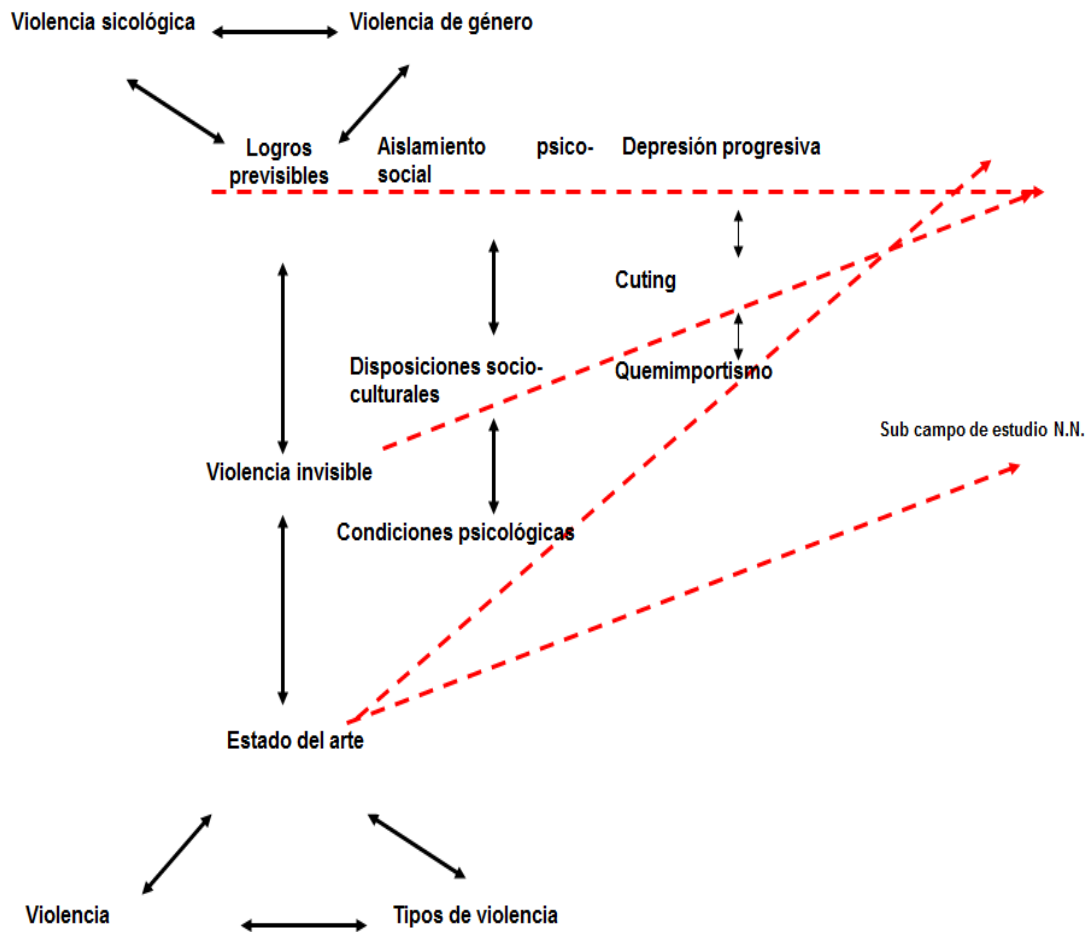 Violencia sicológica
Violencia de género
Logros
previsibles
Aislamiento psico-
social
Depresión progresiva
Cuting
Disposiciones socio-
culturales
Quemimportismo
Sub campo de estudio N.N.
Violencia invisible
Condiciones psicológicas
Estado del arte
Violencia
Tipos de violencia